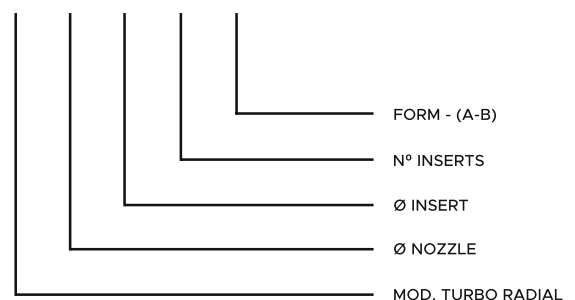 FORM - (A-B)
Nº INSERTS
Ø INSERT
Ø NOZZLE
MOD. TURBO RADIAL